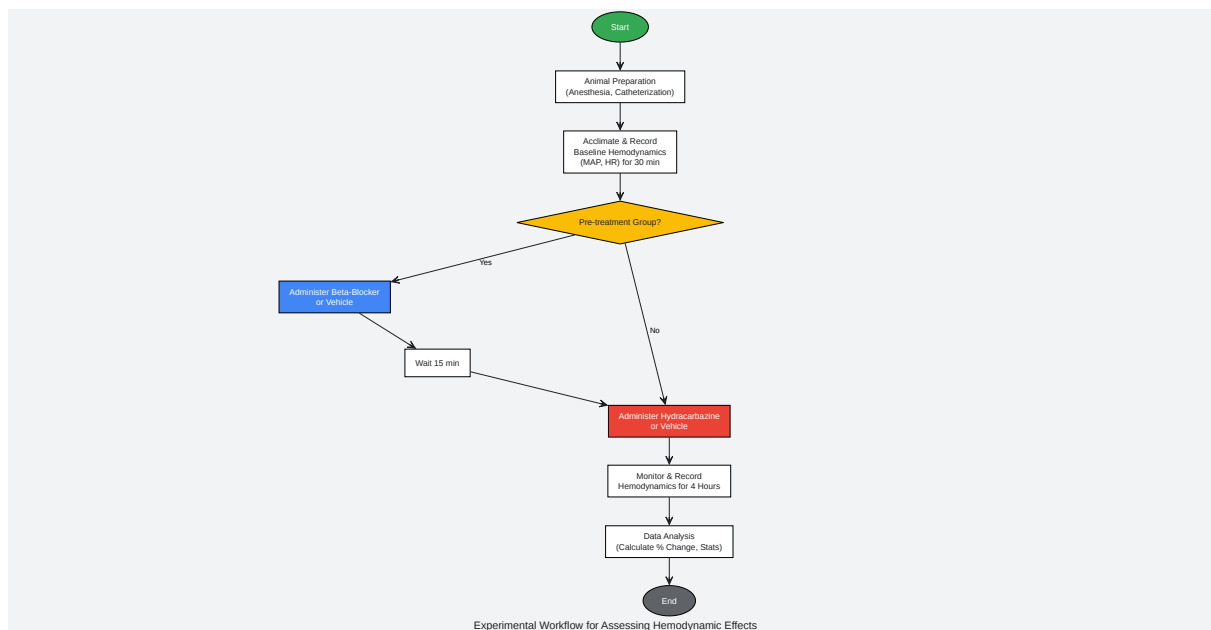 Start
Animal Preparation
(Anesthesia, Catheterization)
Acclimate & Record
Baseline Hemodynamics
(MAP, HR) for 30 min
Pre-treatment Group?
Yes
Administer Beta-Blocker
or Vehicle
No
Wait 15 min
Administer Hydracarbazine
or Vehicle
Monitor & Record
Hemodynamics for 4 Hours
Data Analysis
(Calculate % Change, Stats)
End
Experimental Workflow for Assessing Hemodynamic Effects